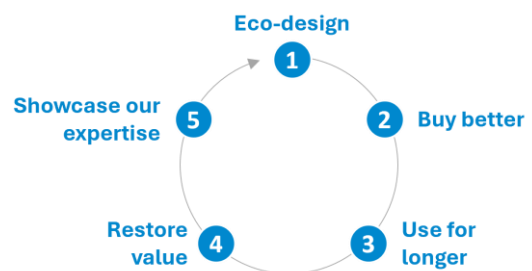 Eco-design
1
2
Buy better
3
Use for
longer
4
Restore
value
5
Showcase our
expertise